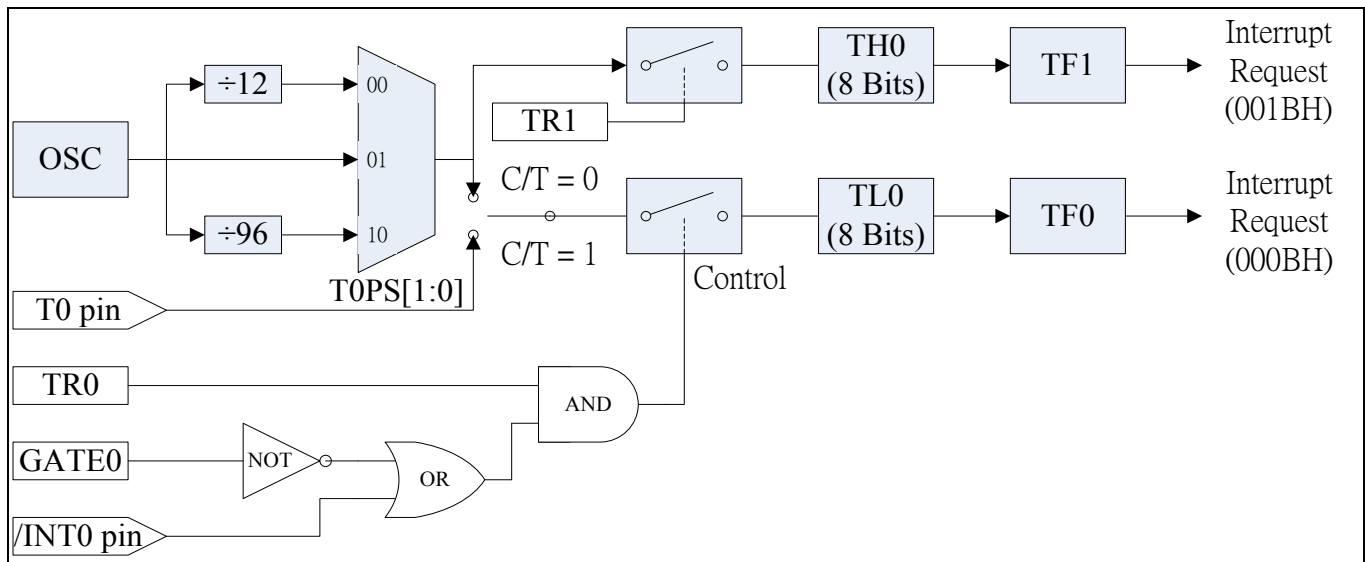 ÷12
00
OSC
01
÷96
10
T0PS[1:0]
T0 pin
TR0
GATE0
/INT0 pin
NOT
OR
AND
TR1
C/T = 0
C/T = 1
Control
TH0
(8 Bits)
TF1
Interrupt
Request
(001BH)
TL0
(8 Bits)
TF0
Interrupt
Request
(000BH)